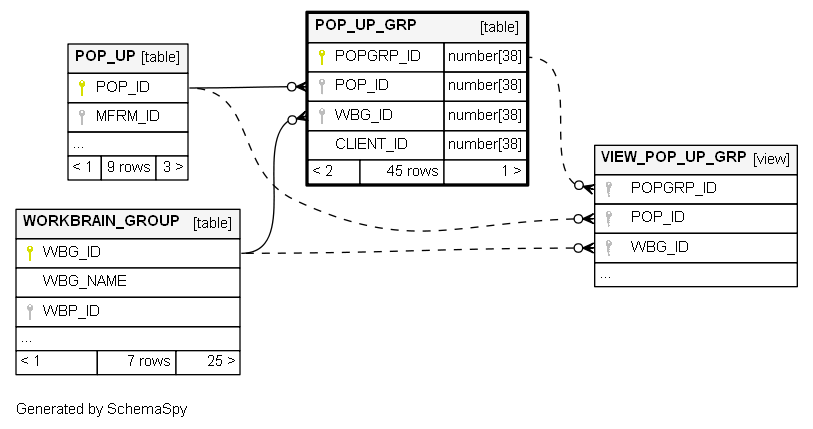 POP_UP [table]
POP_ID
MFRM_ID
...
< 1 9 rows 3 >
POP_UP_GRP [table]
POPGRP_ID number[38]
POP_ID number[38]
WBG_ID number[38]
CLIENT_ID number[38]
< 2 45 rows 1 >
VIEW_POP_UP_GRP [view]
POPGRP_ID
POP_ID
WBG_ID
...
WORKBRAIN_GROUP [table]
WBG_ID
WBG_NAME
WBP_ID
...
< 1 7 rows 25 >
Generated by SchemaSpy